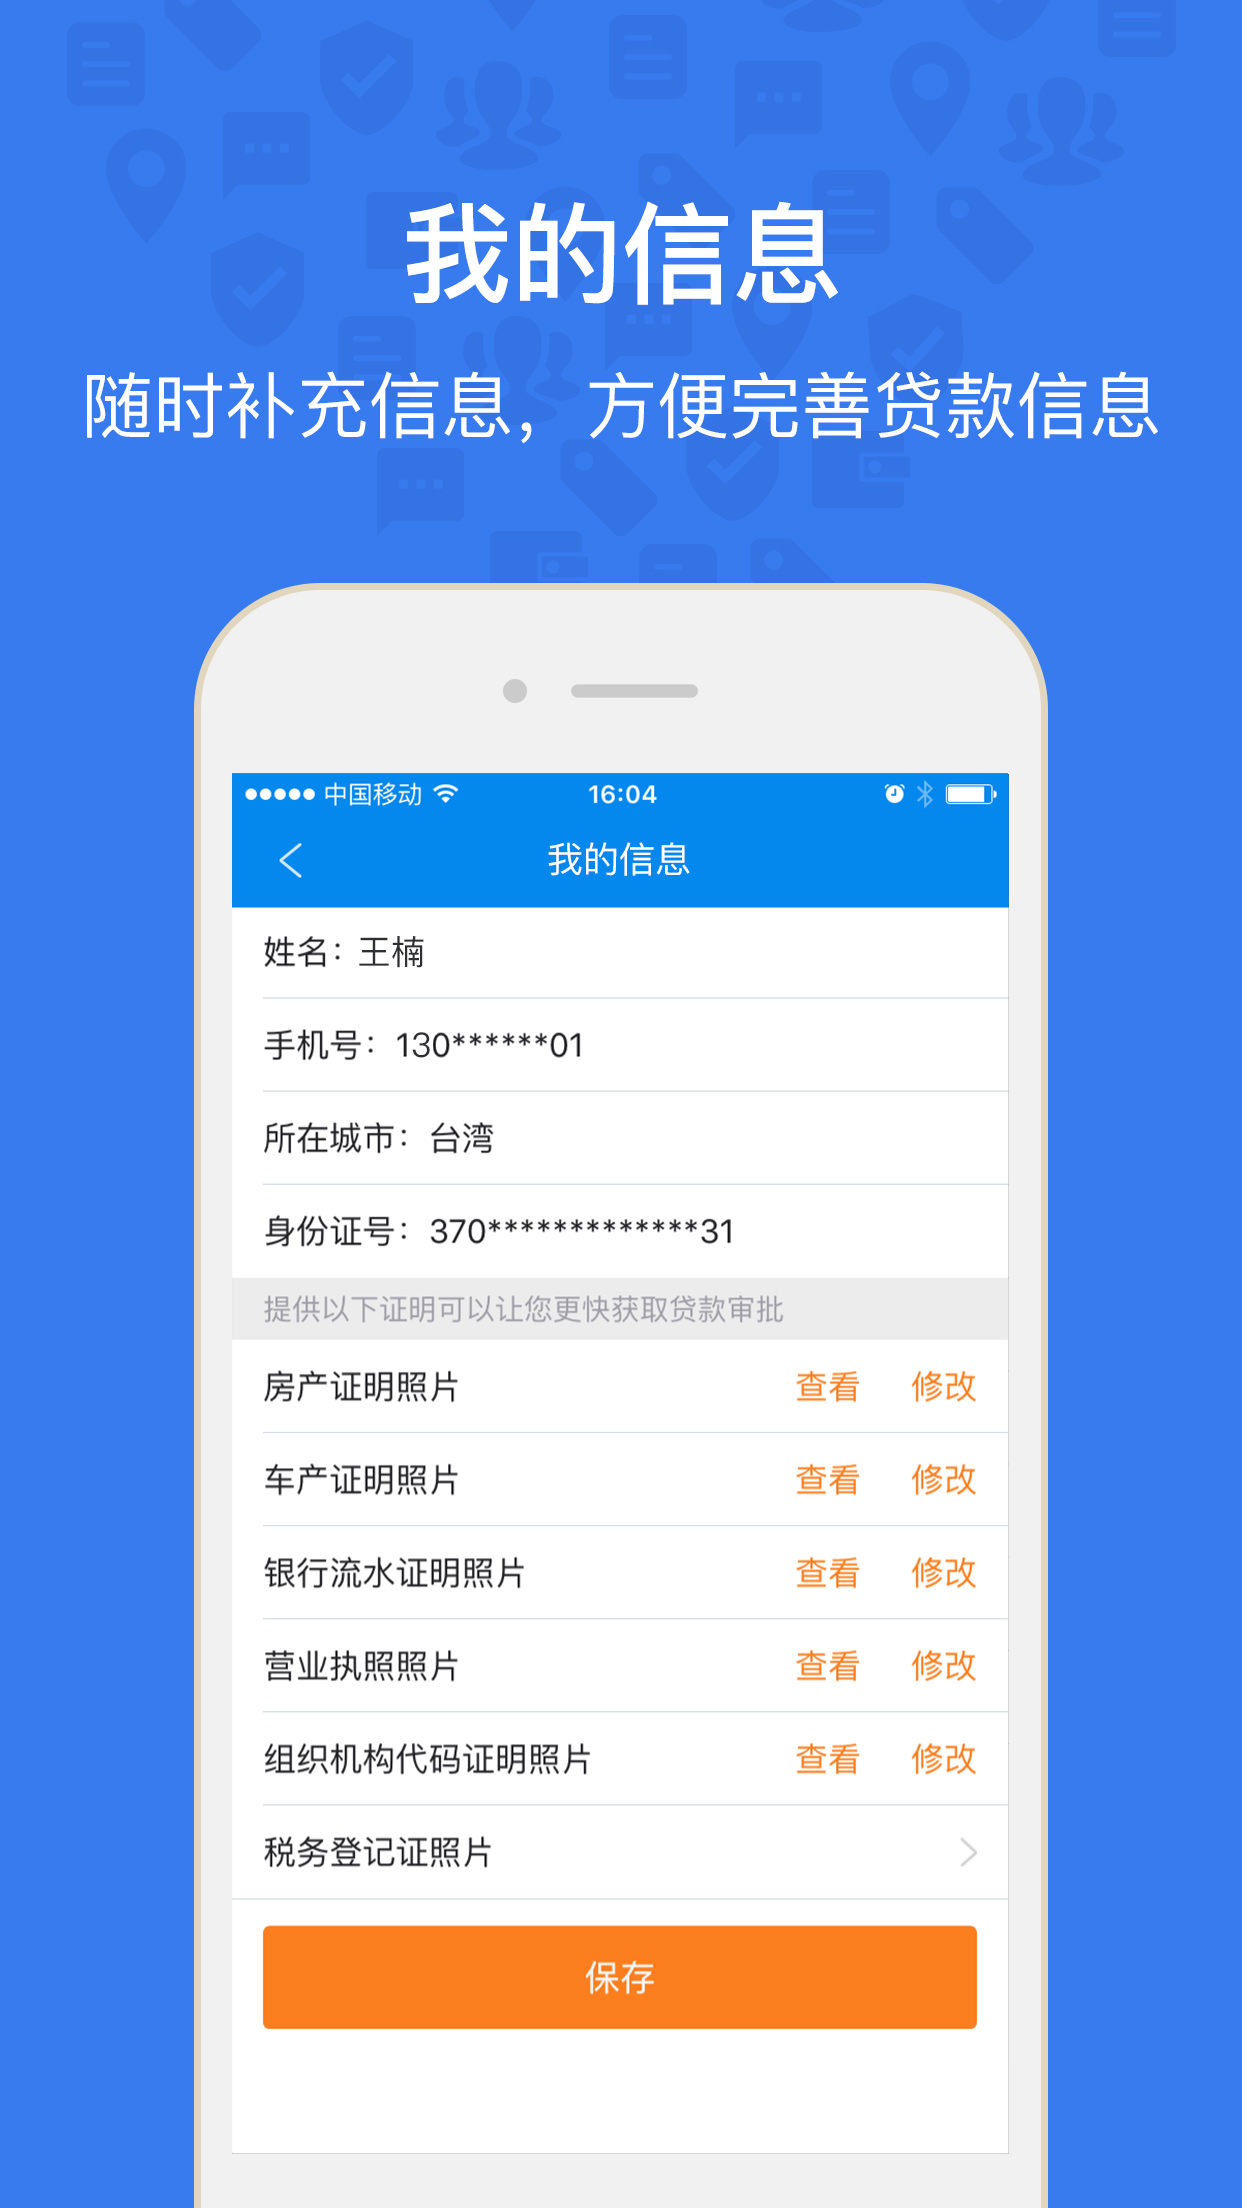 我的信息
随时补充信息，方便完善贷款信息
中国移动 16:04
我的信息
姓名：王楠
手机号：130******01
所在城市：台湾
身份证号：370*************31
提供以下证明可以让您更快获取贷款审批
房产证明照片 查看 修改
车产证明照片 查看 修改
银行流水证明照片 查看 修改
营业执照照片 查看 修改
组织机构代码证明照片 查看 修改
税务登记证照片
保存